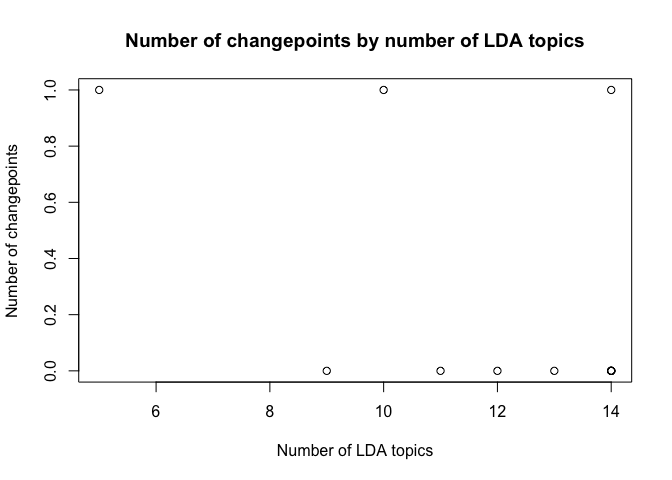 Number of changepoints by number of LDA topics
Number of changepoints
1.0
0.8
0.6
0.4
0.2
0.0
6 8 10 12 14
Number of LDA topics